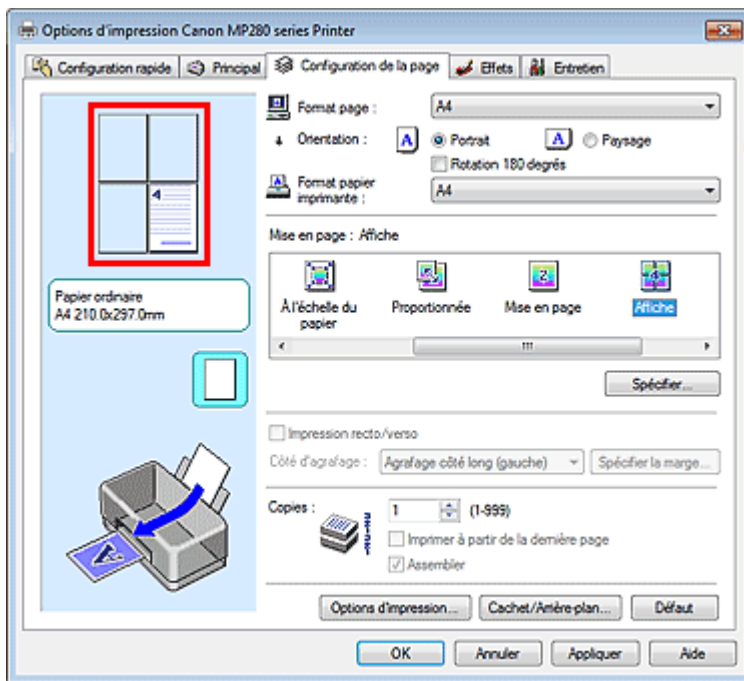 Options d'impression Canon MP280 series Printer
Configuration rapide
Principal
Configuration de la page
Effets
Entretien
Format page :
A4
Orientation :
A
Portrait
A
Paysage
Rotation 180 degrés
Format papier
imprimante :
A4
Mise en page : Affiche
À l'échelle du
papier
Proportionnée
Mise en page
Affiche
Spécifier...
4
Papier ordinaire
A4 210.0x297.0mm
Impression recto/verso
Côté d'agrafage :
Agrafage côté long (gauche)
Spécifier la marge...
Copies :
1
(1-999)
Imprimer à partir de la dernière page
Assembler
A
Options d'impression...
Cachet/Arrière-plan...
Défaut
OK
Annuler
Appliquer
Aide